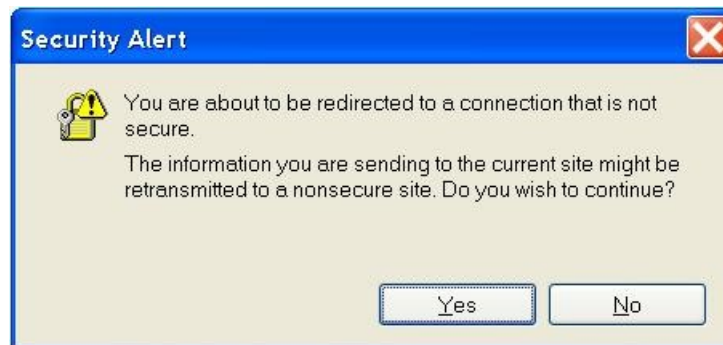 Security Alert
You are about to be redirected to a connection that is not
secure.
The information you are sending to the current site might be
retransmitted to a nonsecure site. Do you wish to continue?
Yes
No